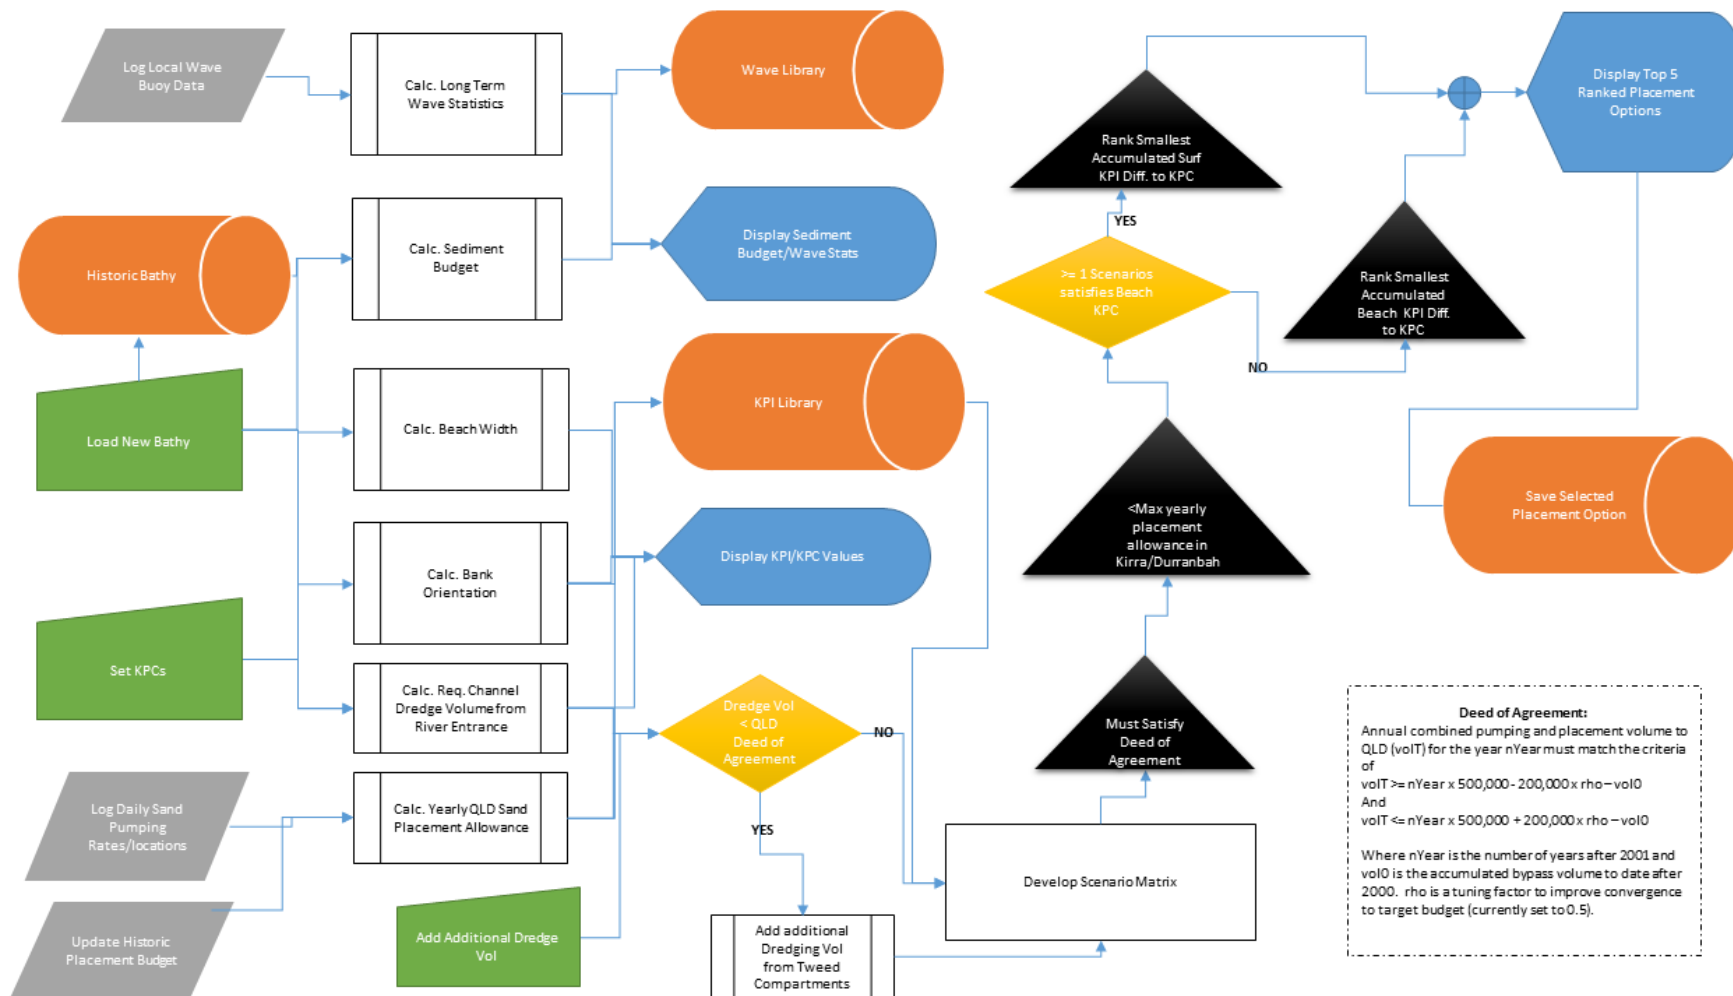 Log Local Wave
Buoy Data
Calc. Long Term
Wave Statistics
Wave Library
Rank Smallest
Accumulated Surf
KPI Diff. to KPC
Display Top 5
Ranked Placement
Options
Historic Bathy
Calc. Sediment
Budget
Display Sediment
Budget/Wave Stats
YES
>= 1 Scenarios
satisfies Beach
KPC
Rank Smallest
Accumulated
Beach KPI Diff.
to KPC
NO
Load New Bathy
Calc. Beach Width
KPI Library
<Max yearly
placement
allowance in
Kirra/Durranbah
Save Selected
Placement Option
Calc. Bank
Orientation
Display KPI/KPC Values
Set KPCs
Calc. Req. Channel
Dredge Volume from
River Entrance
Dredge Vol
< QLD
Deed of
Agreement
NO
YES
Must Satisfy
Deed of
Agreement
Log Daily Sand
Pumping
Rates/locations
Calc. Yearly QLD Sand
Placement Allowance
Update Historic
Placement Budget
Add Additional Dredge
Vol
Add additional
Dredging Vol
from Tweed
Compartments
Develop Scenario Matrix
Deed of Agreement:
Annual combined pumping and placement volume to
QLD (volT) for the year nYear must match the criteria
of
volT >= nYear x 500,000 - 200,000 x rho – vol0
And
volT <= nYear x 500,000 + 200,000 x rho – vol0
Where nYear is the number of years after 2001 and
vol0 is the accumulated bypass volume to date after
2000. rho is a tuning factor to improve convergence
to target budget (currently set to 0.5).